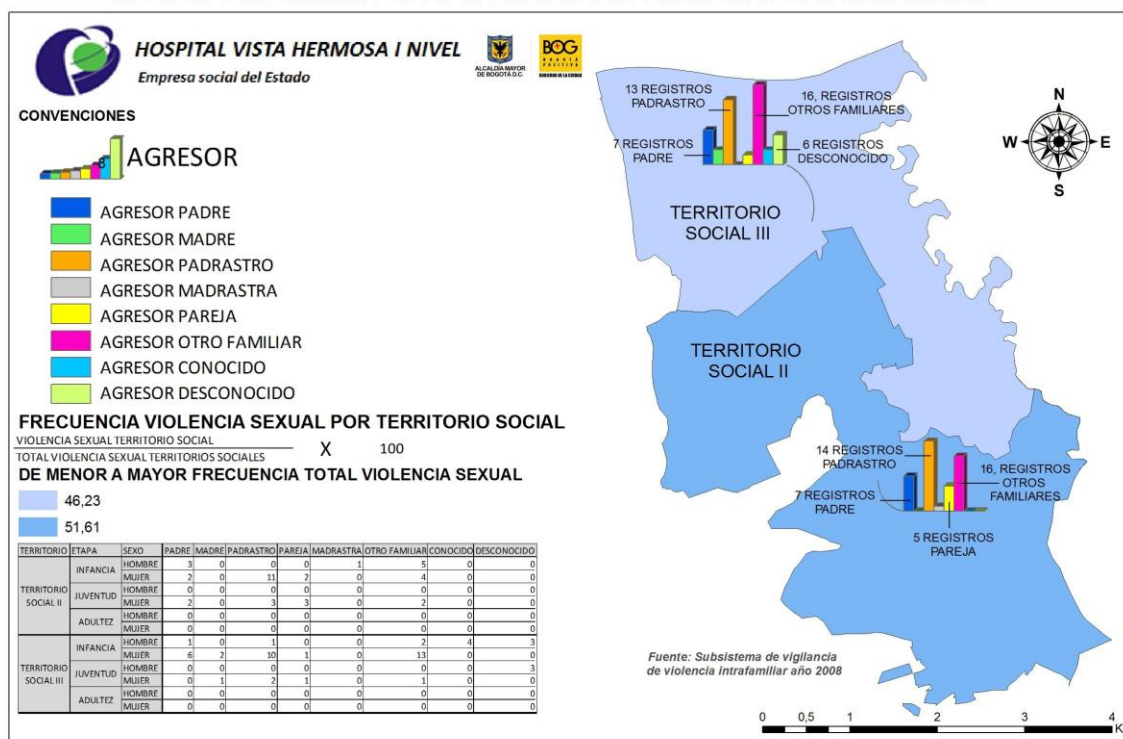 HOSPITAL VISTA HERMOSA I NIVEL
Empresa social del Estado
ALCALDÍA MAYOR
DE BOGOTÁ D.C.
BOG
BOGOTÁ
POSITIVA
GOBIERNO DE LA CIUDAD
CONVENCIONES
8
AGRESOR
AGRESOR PADRE
AGRESOR MADRE
AGRESOR PADRASTRO
AGRESOR MADRASTRA
AGRESOR PAREJA
AGRESOR OTRO FAMILIAR
AGRESOR CONOCIDO
AGRESOR DESCONOCIDO
FRECUENCIA VIOLENCIA SEXUAL POR TERRITORIO SOCIAL
VIOLENCIA SEXUAL TERRITORIO SOCIAL
TOTAL VIOLENCIA SEXUAL TERRITORIOS SOCIALES
X 100
DE MENOR A MAYOR FRECUENCIA TOTAL VIOLENCIA SEXUAL
46,23
51,61
TERRITORIO ETAPA SEXO PADRE MADRE PADRASTRO PAREJA MADRASTRA OTRO FAMILIAR CONOCIDO DESCONOCIDO
TERRITORIO SOCIAL II INFANCIA HOMBRE 3 0 0 0 1 5 0 0
MUJER 2 0 11 2 0 4 0 0
JUVENTUD HOMBRE 0 0 0 0 0 0 0 0
MUJER 2 0 3 3 0 2 0 0
ADULTEZ HOMBRE 0 0 0 0 0 0 0 0
MUJER 0 0 0 0 0 0 0 0
TERRITORIO SOCIAL III INFANCIA HOMBRE 1 0 1 0 0 2 4 3
MUJER 6 2 10 1 0 13 0 0
JUVENTUD HOMBRE 0 0 0 0 0 0 0 3
MUJER 0 1 2 1 0 1 0 0
ADULTEZ HOMBRE 0 0 0 0 0 0 0 0
MUJER 0 0 0 0 0 0 0 0
13 REGISTROS
PADRASTRO
16, REGISTROS
OTROS FAMILIARES
7 REGISTROS
PADRE
6 REGISTROS
DESCONOCIDO
N
W
E
S
TERRITORIO
SOCIAL III
TERRITORIO
SOCIAL II
14 REGISTROS
PADRASTRO
16, REGISTROS
OTROS
FAMILIARES
7 REGISTROS
PADRE
5 REGISTROS
PAREJA
Fuente: Subsistema de vigilancia
de violencia Intrafamiliar año 2008
0 0,5 1 2 3 4
K